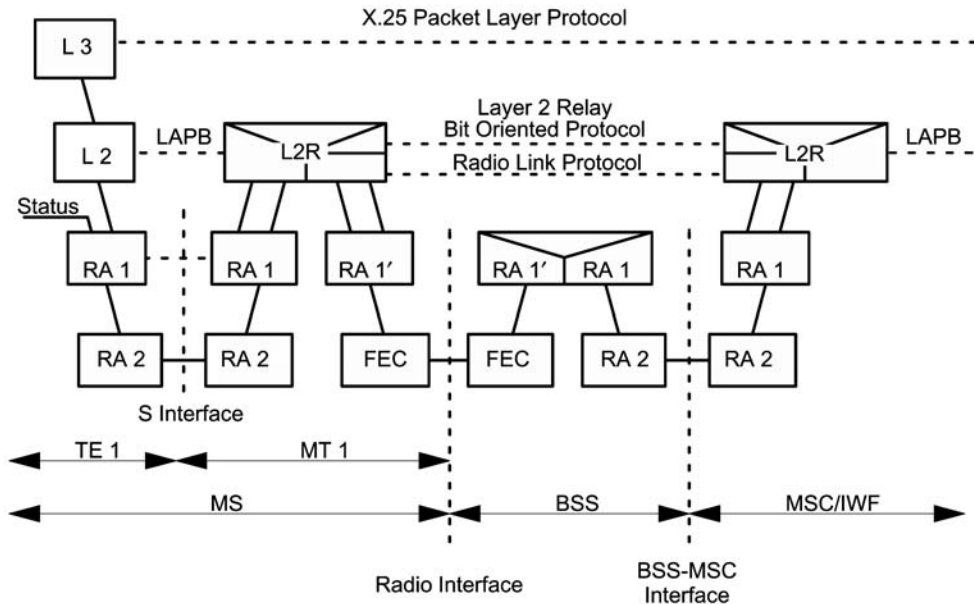 X.25 Packet Layer Protocol
L 3
Layer 2 Relay
Bit Oriented Protocol
L 2
LAPB
L2R
Radio Link Protocol
L2R
LAPB
Status
RA 1
RA 1
RA 1′
RA 1′
RA 1
RA 1
RA 2
RA 2
FEC
FEC
RA 2
RA 2
S Interface
TE 1
MT 1
MS
BSS
MSC/IWF
Radio Interface
BSS-MSC
Interface